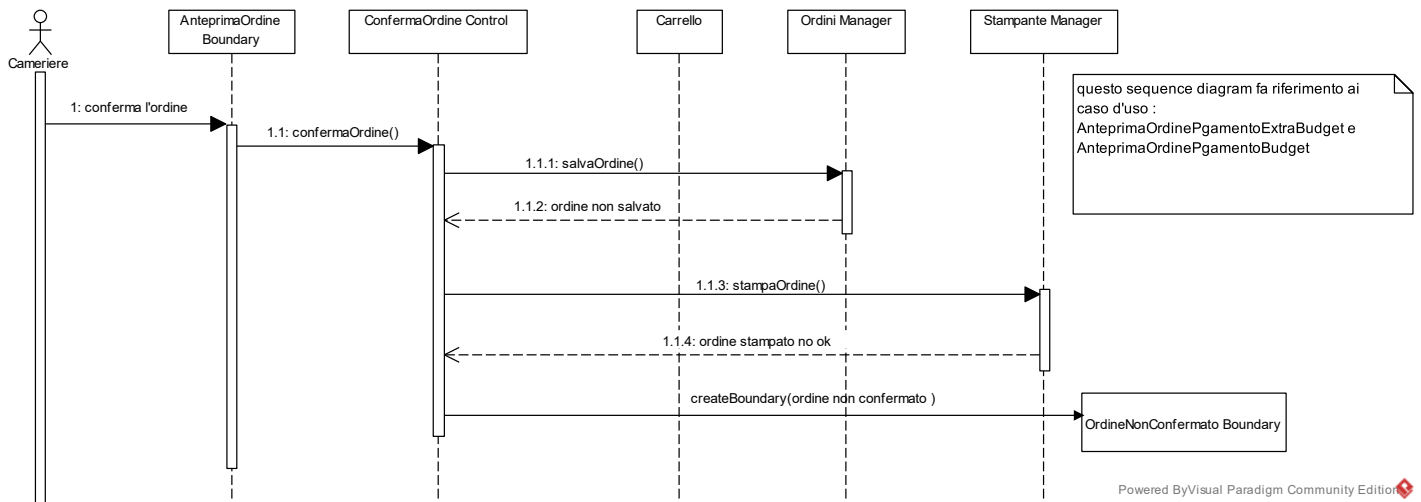 AnteprimaOrdine
Boundary
ConfermaOrdine Control
Carrello
Ordini Manager
Stampante Manager
Cameriere
questo sequence diagram fa riferimento ai
caso d'uso :
AnteprimaOrdinePgamentoExtraBudget e
AnteprimaOrdinePgamentoBudget
1: conferma l'ordine
1.1: confermaOrdine()
1.1.1: salvaOrdine()
1.1.2: ordine non salvato
1.1.3: stampaOrdine()
1.1.4: ordine stampato no ok
createBoundary(ordine non confermato )
OrdineNonConfermato Boundary
Powered ByVisual Paradigm Community Edition